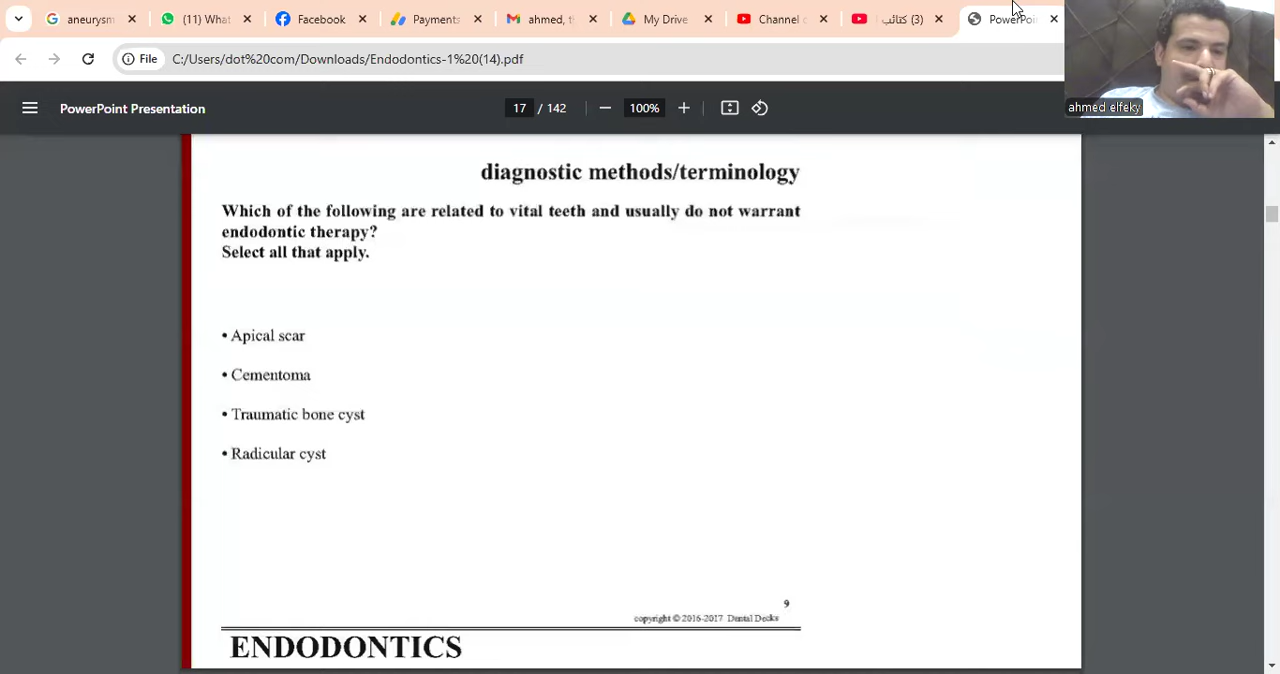 aneurysm
(11) What
Facebook
Payments
ahmed, t
My Drive
Channel
(3) كتائب
PowerPoi
File
C:/Users/dot%20com/Downloads/Endodontics-1%20(14).pdf
ahmed elfeky
PowerPoint Presentation
17 / 142
100%
diagnostic methods/terminology
Which of the following are related to vital teeth and usually do not warrant
endodontic therapy?
Select all that apply.
• Apical scar
• Cementoma
• Traumatic bone cyst
• Radicular cyst
9
copyright © 2016-2017 Dental Decks
ENDODONTICS